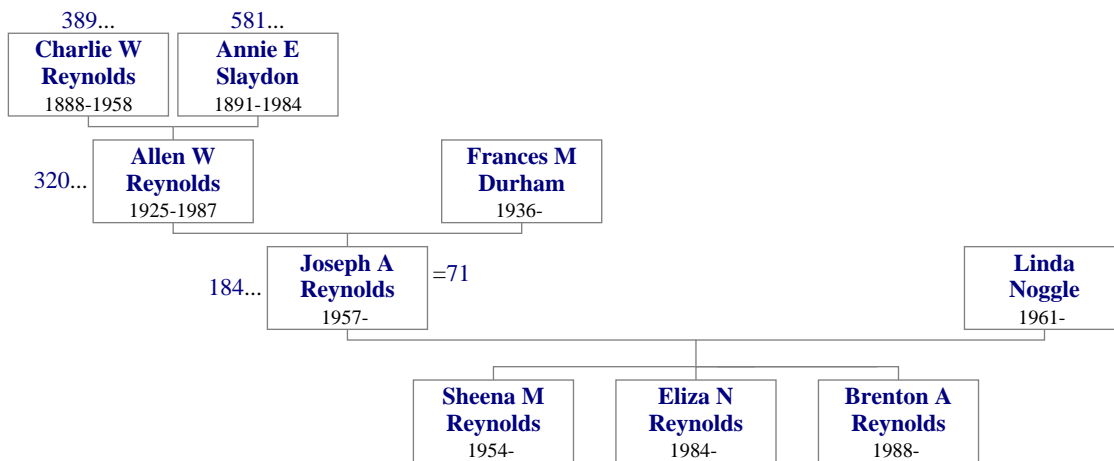 389...
581...
Charlie W
Reynolds
1888-1958
Annie E
Slaydon
1891-1984
320...
Allen W
Reynolds
1925-1987
Frances M
Durham
1936-
184...
Joseph A
Reynolds
1957-
=71
Linda
Noggle
1961-
Sheena M
Reynolds
1954-
Eliza N
Reynolds
1984-
Brenton A
Reynolds
1988-